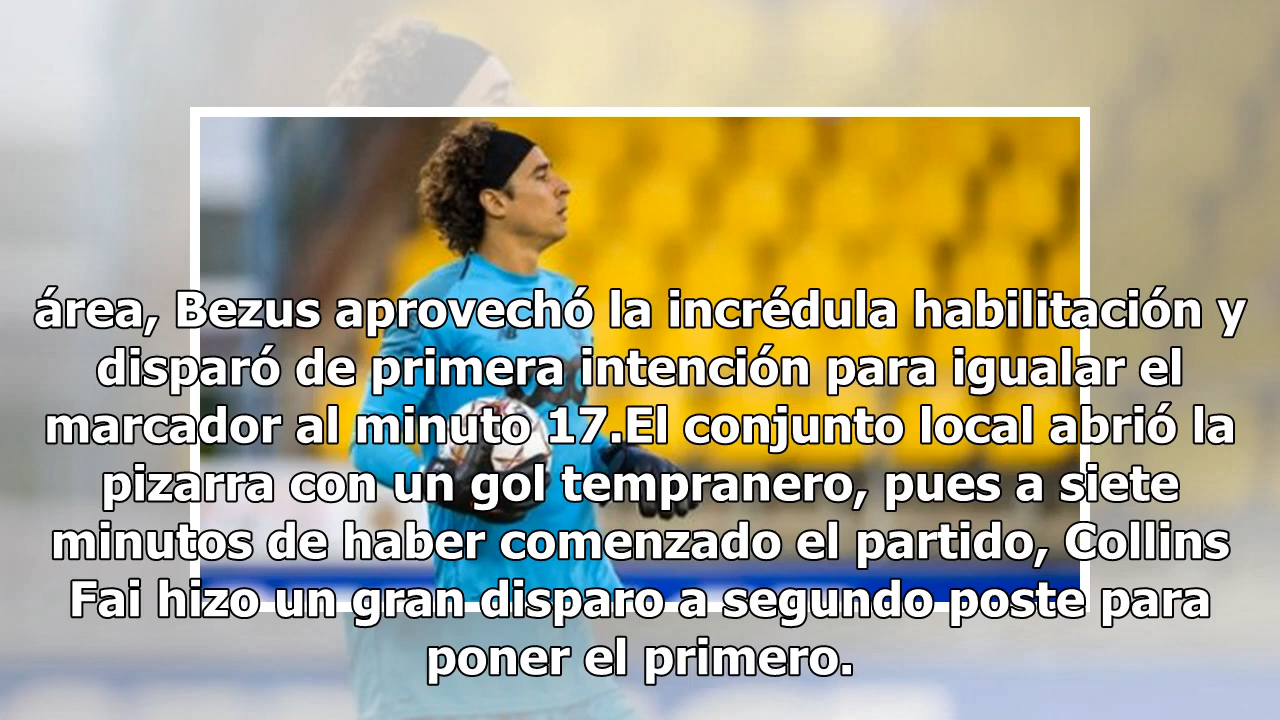 área, Bezus aprovechó la incrédula habilitación y
disparó de primera intención para igualar el
marcador al minuto 17.El conjunto local abrió la
pizarra con un gol tempranero, pues a siete
minutos de haber comenzado el partido, Collins
Fai hizo un gran disparo a segundo poste para
poner el primero.